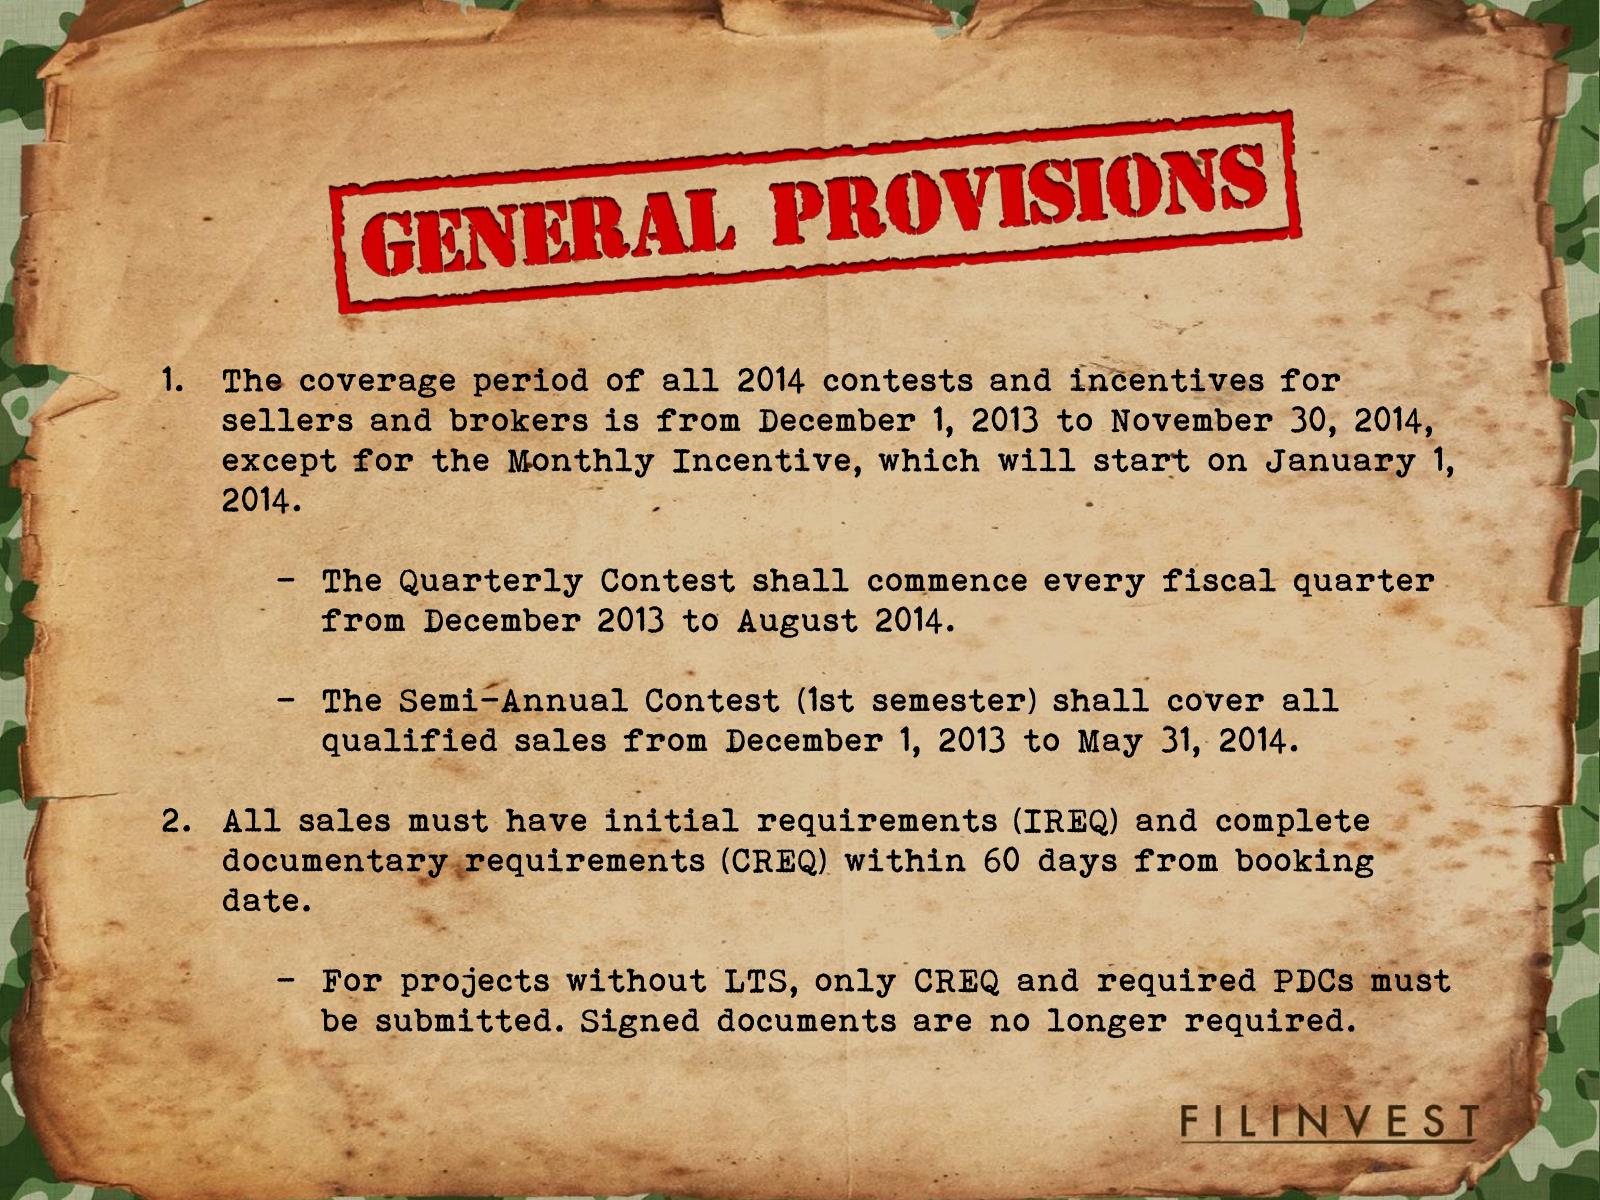 GENERAL PROVISIONS
1. The coverage period of all 2014 contests and incentives for
sellers and brokers is from December 1, 2013 to November 30, 2014,
except for the Monthly Incentive, which will start on January 1,
2014.
– The Quarterly Contest shall commence every fiscal quarter
from December 2013 to August 2014.
– The Semi-Annual Contest (1st semester) shall cover all
qualified sales from December 1, 2013 to May 31, 2014.
2. All sales must have initial requirements (IREQ) and complete
documentary requirements (CREQ) within 60 days from booking
date.
– For projects without LTS, only CREQ and required PDCs must
be submitted. Signed documents are no longer required.
FILINVEST